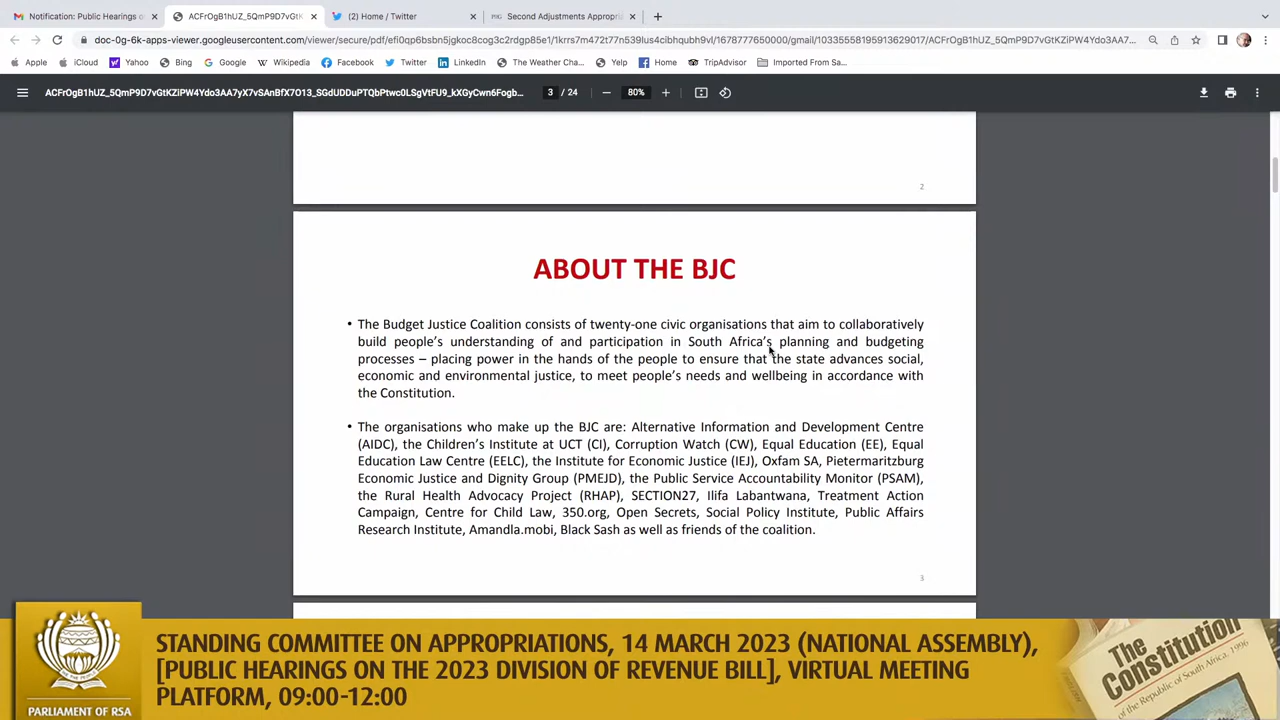 Notification: Public Hearings o
ACFrOgB1hUZ_5QmP9D7vGtK
(2) Home / Twitter
Second Adjustments Appropri
doc-0g-6k-apps-viewer.googleusercontent.com/viewer/secure/pdf/
Apple
iCloud
Yahoo
Bing
Google
Wikipedia
Facebook
Twitter
LinkedIn
The Weather Cha...
Yelp
Home
TripAdvisor
Imported From Sa...
3 / 24
80%
2
ABOUT THE BJC
• The Budget Justice Coalition consists of twenty-one civic organisations that aim to collaboratively
build people's understanding of and participation in South Africa's planning and budgeting
processes – placing power in the hands of the people to ensure that the state advances social,
economic and environmental justice, to meet people's needs and wellbeing in accordance with
the Constitution.
• The organisations who make up the BJC are: Alternative Information and Development Centre
(AIDC), the Children's Institute at UCT (CI), Corruption Watch (CW), Equal Education (EE), Equal
Education Law Centre (EELC), the Institute for Economic Justice (IEJ), Oxfam SA, Pietermaritzburg
Economic Justice and Dignity Group (PMEJD), the Public Service Accountability Monitor (PSAM),
the Rural Health Advocacy Project (RHAP), SECTION27, Ilifa Labantwana, Treatment Action
Campaign, Centre for Child Law, 350.org, Open Secrets, Social Policy Institute, Public Affairs
Research Institute, Amandla.mobi, Black Sash as well as friends of the coalition.
3
STANDING COMMITTEE ON APPROPRIATIONS, 14 MARCH 2023 (NATIONAL ASSEMBLY),
[PUBLIC HEARINGS ON THE 2023 DIVISION OF REVENUE BILL], VIRTUAL MEETING
PLATFORM, 09:00-12:00
PARLIAMENT OF RSA
The
Constitution
of the Republic of South Africa, 1996